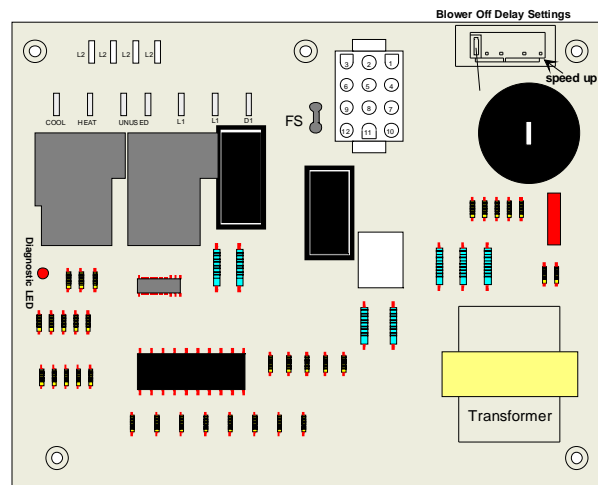 Blower Off Delay Settings
speed up
L2 L2 L2 L2
COOL HEAT UNUSED L1 L1 D1
FS
3 2 1
6 5 4
9 8 7
12 11 10
Diagnostic LED
Transformer